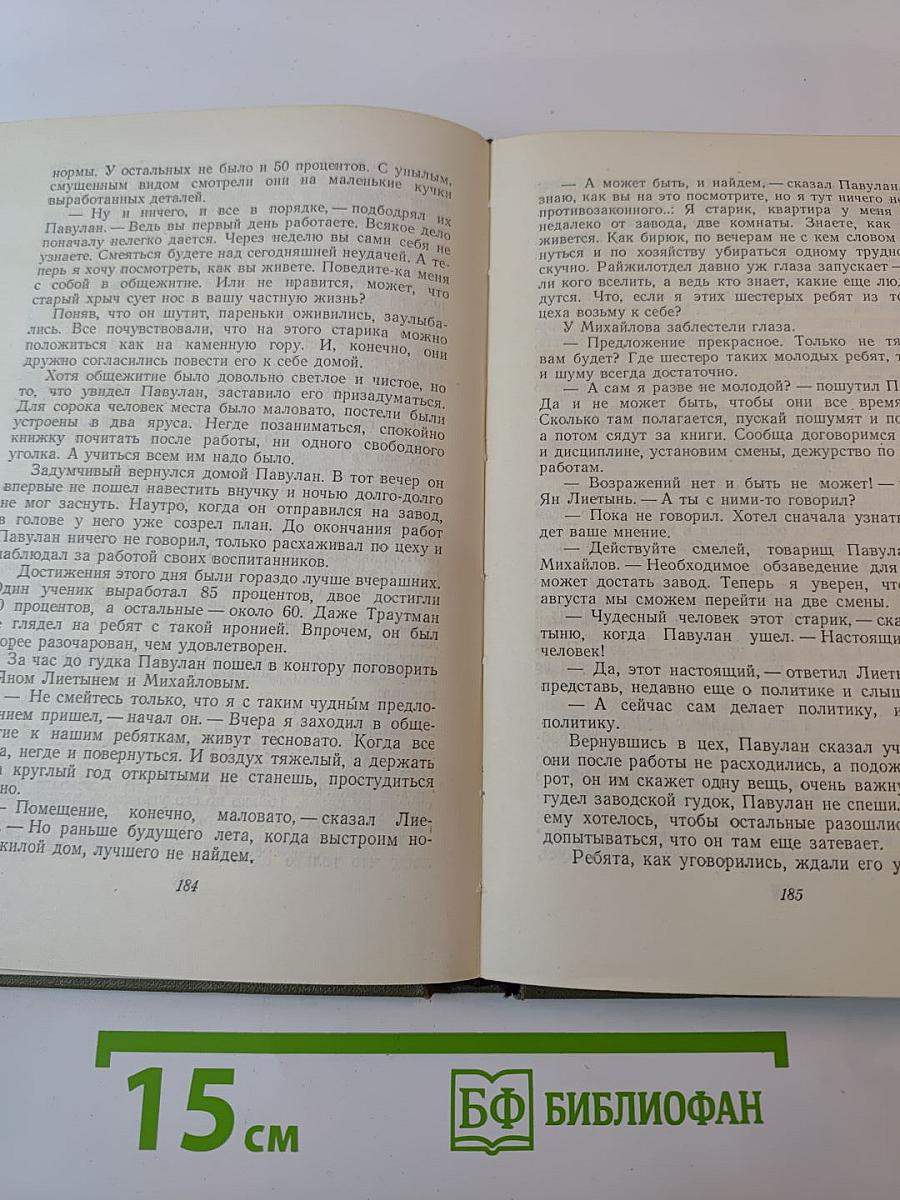 нормы. У остальных не было и 50 процентов. С унылым,
смущенным видом смотрели они на маленькие кучки
выработанных деталей.
— Ну и ничего, и все в порядке, — подбодрял их
Павулан. — Ведь вы первый день работаете. Всякое дело
поначалу нелегко дается. Через неделю вы сами себя не
узнаете. Смеяться будете над сегодняшней неудачей. А те-
перь я хочу посмотреть, как вы живете. Поведите-ка меня
с собой в общежитие. Или не нравится, может, что
старый хрыч сует нос в вашу частную жизнь?
Поняв, что он шутит, пареньки оживились, заулыба-
лись. Все почувствовали, что на этого старика можно
положиться как на каменную гору. И, конечно, они
дружно согласились повести его к себе домой.
Хотя общежитие было довольно светлое и чистое, но
то, что увидел Павулан, заставило его призадуматься.
Для сорока человек места было маловато, постели были
устроены в два яруса. Негде позаниматься, спокойно
книжку почитать после работы, ни одного свободного
уголка. А учиться всем им надо было.
Задумчивый вернулся домой Павулан. В тот вечер он
впервые не пошел навестить внучку и ночью долго-долго
не мог заснуть. Наутро, когда он отправился на завод,
в голове у него уже созрел план. До окончания работ
Павулан ничего не говорил, только расхаживал по цеху и
наблюдал за работой своих воспитанников.
Достижения этого дня были гораздо лучше вчерашних.
Один ученик выработал 85 процентов, двое достигли
0 процентов, а остальные — около 60. Даже Траутман
е глядел на ребят с такой иронией. Впрочем, он был
орее разочарован, чем удовлетворен.
За час до гудка Павулан пошел в контору поговорить
Яном Лиетынем и Михайловым.
— Не смейтесь только, что я с таким чудным предло-
нием пришел, — начал он. — Вчера я заходил в обще-
тие к нашим ребяткам, живут тесновато. Когда все
а, негде и повернуться. И воздух тяжелый, а держать
а круглый год открытыми не станешь, простудиться
но.
— Помещение, конечно, маловато, — сказал Лие-
. — Но раньше будущего лета, когда выстроим но-
жилой дом, лучшего не найдем.
184
— А может быть, и найдем, — сказал Павулан.
знаю, как вы на это посмотрите, но я тут ничего не
противозаконного..: Я старик, квартира у меня
недалеко от завода, две комнаты. Знаете, как
живется. Как бирюк, по вечерам не с кем словом
нуться и по хозяйству убираться одному трудно
скучно. Райжилотдел давно уж глаза запускает —
ли кого вселить, а ведь кто знает, какие еще люд
дутся. Что, если я этих шестерых ребят из то
цеха возьму к себе?
У Михайлова заблестели глаза.
— Предложение прекрасное. Только не тя
вам будет? Где шестеро таких молодых ребят, т
и шуму всегда достаточно.
— А сам я разве не молодой? — пошутил П
Да и не может быть, чтобы они все время
Сколько там полагается, пускай пошумят и по
а потом сядут за книги. Сообща договоримся
и дисциплине, установим смены, дежурство по
работам.
— Возражений нет и быть не может! —
Ян Лиетынь. — А ты с ними-то говорил?
— Пока не говорил. Хотел сначала узнать
дет ваше мнение.
— Действуйте смелей, товарищ Павула
Михайлов. — Необходимое обзаведение для
может достать завод. Теперь я уверен, что
августа мы сможем перейти на две смены.
— Чудесный человек этот старик, — ска
тыню, когда Павулан ушел. — Настоящи
человек!
— Да, этот настоящий, — ответил Лиеты
представь, недавно еще о политике и слыш
— А сейчас сам делает политику, и
политику.
Вернувшись в цех, Павулан сказал уч
они после работы не расходились, а подож
рот, он им скажет одну вещь, очень важну
гудел заводской гудок, Павулан не спешил
ему хотелось, чтобы остальные разошлис
допытываться, что он там еще затевает.
Ребята, как уговорились, ждали его у
185
15 см
БФ БИБЛИОФАН